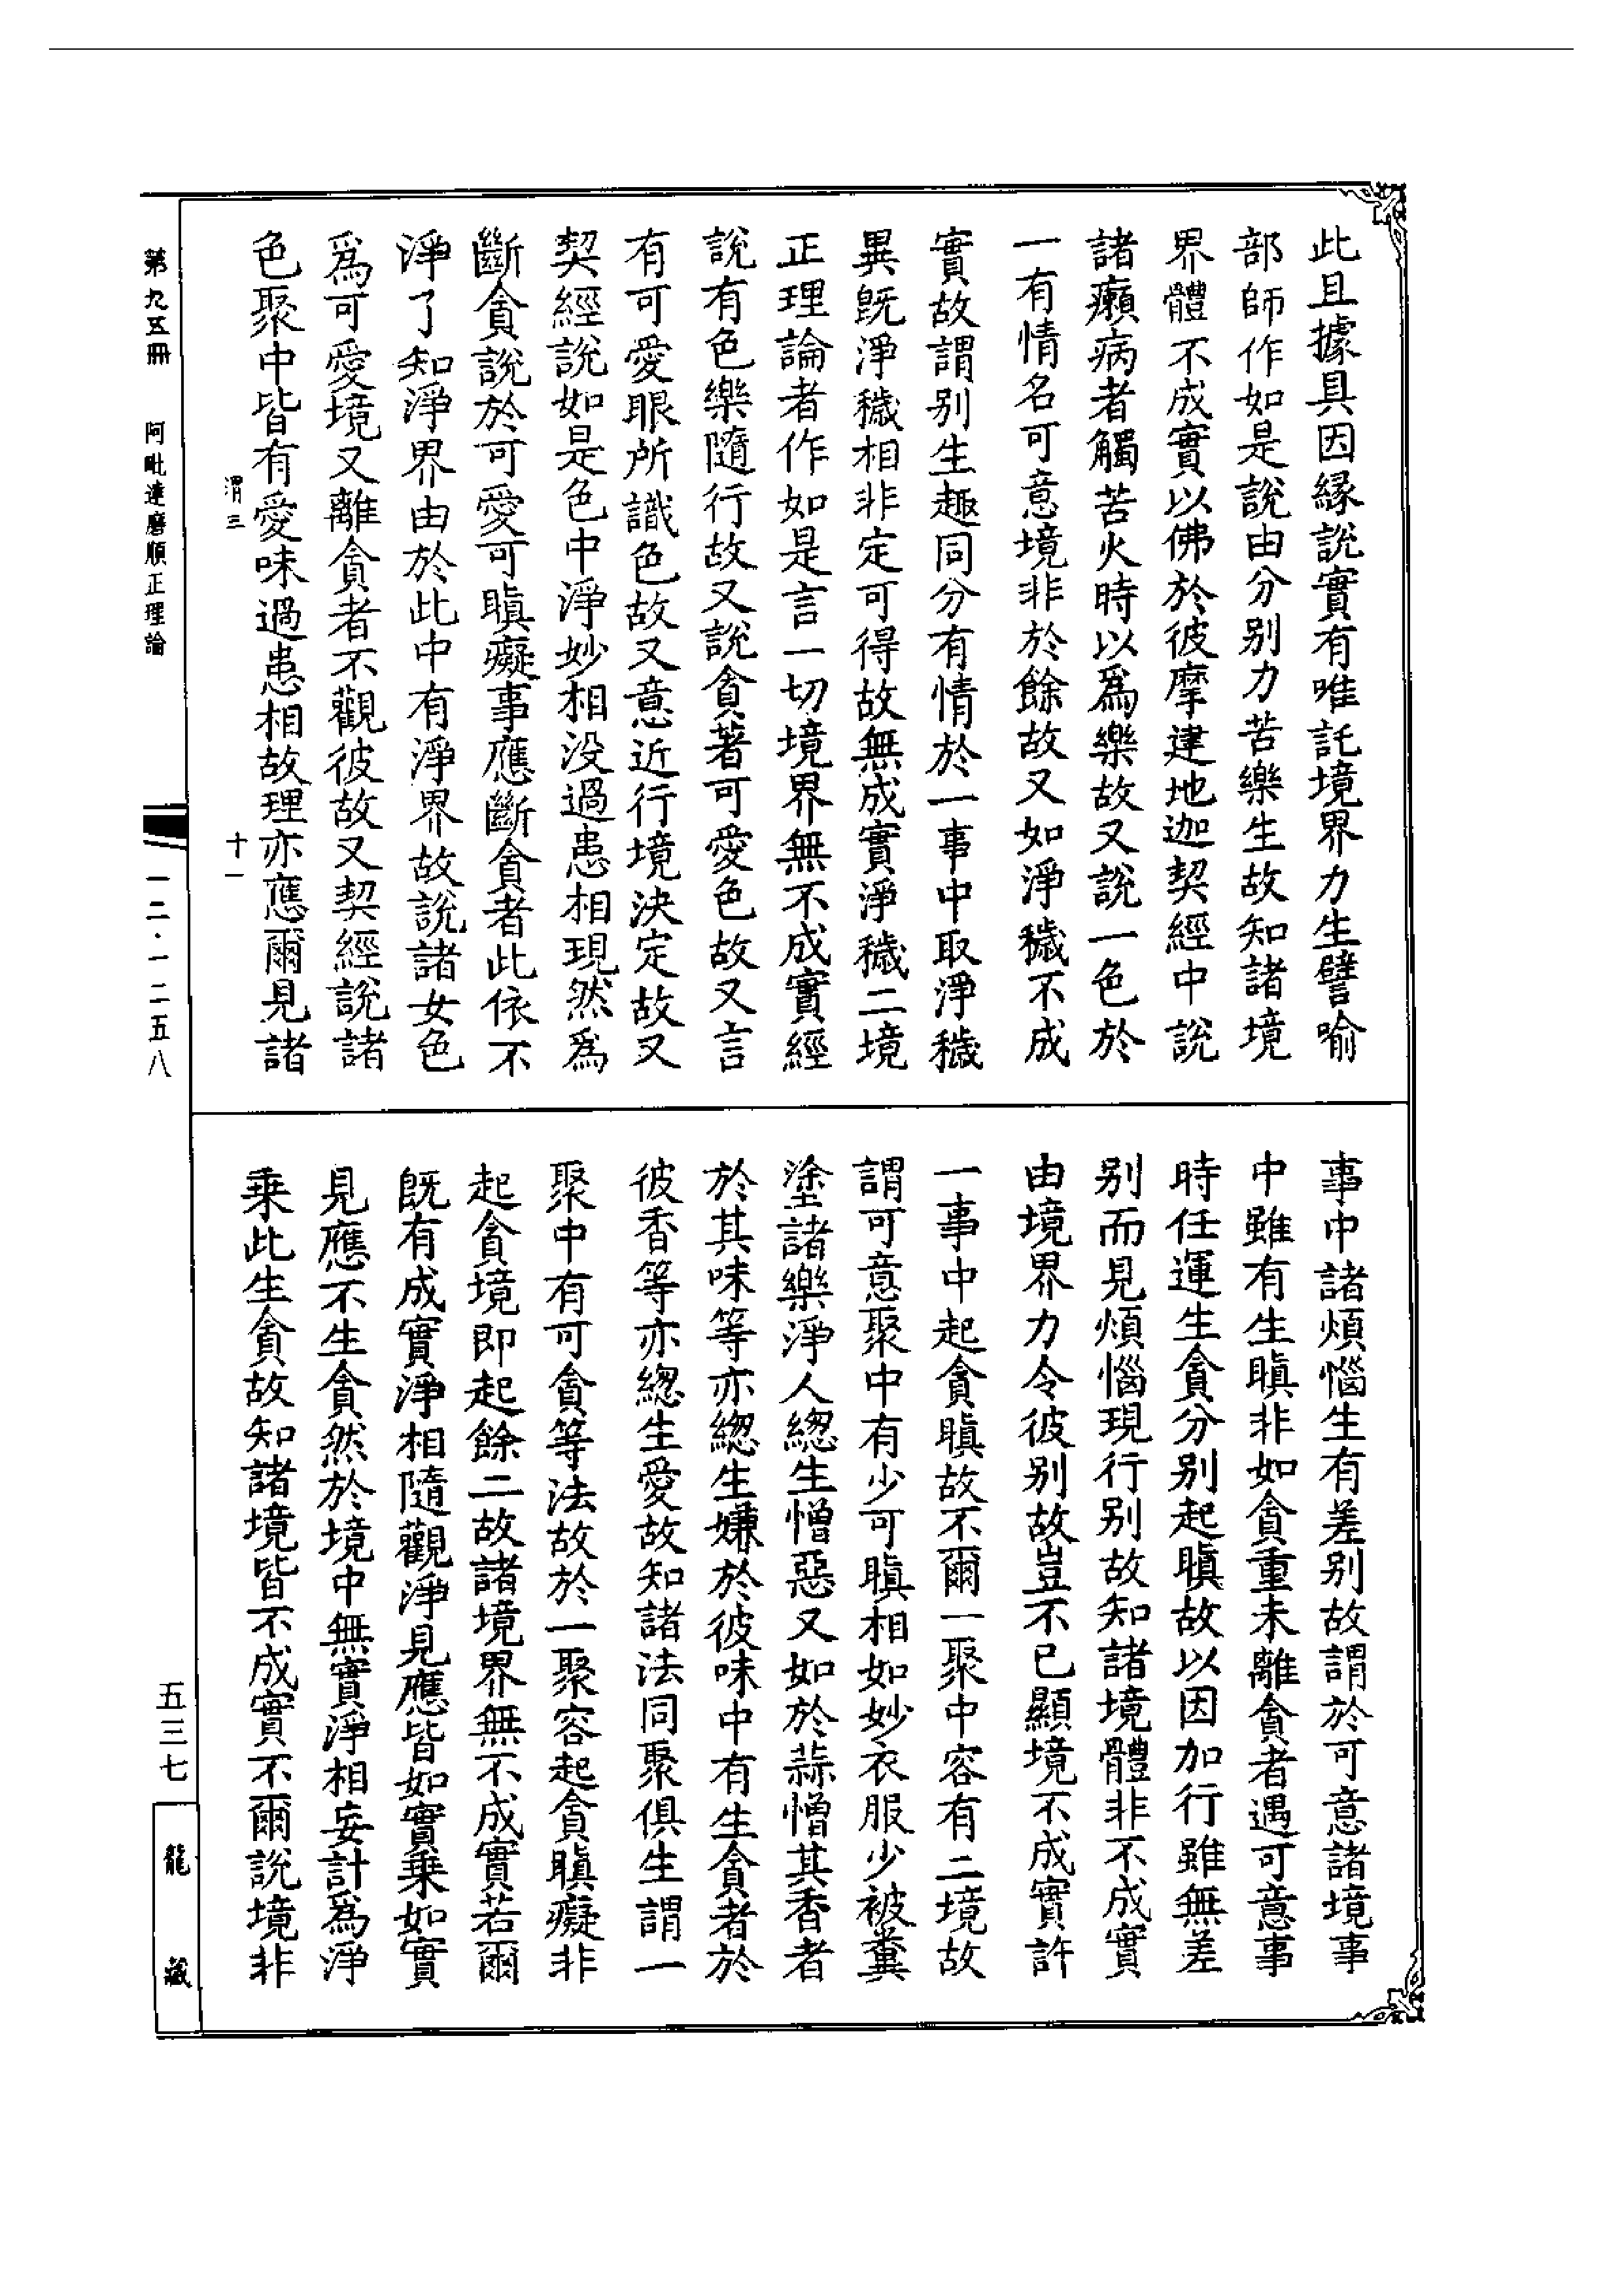 此且據具因緣說實有唯託境界力生譬喻
部師作如是說由分别力苦樂生故知諸境
界體不成實以佛於彼摩建地迦契經中說
諸癩病者觸苦火時以為樂故又說一色於
一有情名可意境非於餘故又如淨穢不成
實故謂别生趣同分有情於一事中取淨穢
異旣淨穢相非定可得故無成實淨穢二境
正理論者作如是言一切境界無不成實經
說有色樂隨行故又說貪著可愛色故又言
有可愛眼所識色故又意近行境決定故又
契經說如是色中淨妙相没過患相現然為
斷貪說於可愛可瞋癡事應斷貪者此依不
淨了知淨界由於此中有淨界故說諸女色
為可愛境又離貪者不觀彼故又契經說諸
色聚中皆有愛味過患相故理亦應爾見諸
渭三
十一
事中諸煩惱生有差别故謂於可意諸境事
中雖有生瞋非如貪重未離貪者遇可意事
時任運生貪分别起瞋故以因加行雖無差
别而見煩惱現行别故知諸境體非不成實
由境界力令彼别故豈不已顯境不成實許
一事中起貪瞋故不爾一聚中容有二境故
謂可意聚中有少可瞋相如妙衣服少被糞
塗諸樂淨人緫生憎惡又如於蒜憎其香者
於其味等亦緫生嫌於彼味中有生貪者於
彼香等亦緫生愛故知諸法同聚俱生謂一
聚中有可貪等法故於一聚容起貪瞋癡非
起貪境即起餘二故諸境界無不成實若爾
旣有成實淨相隨觀淨見應皆如實乗如實
見應不生貪然於境中無實淨相妄計為淨
乗此生貪故知諸境皆不成實不爾說境非
第九五冊
阿毗達磨順正理論
一二·一二五八
五三七
龍藏